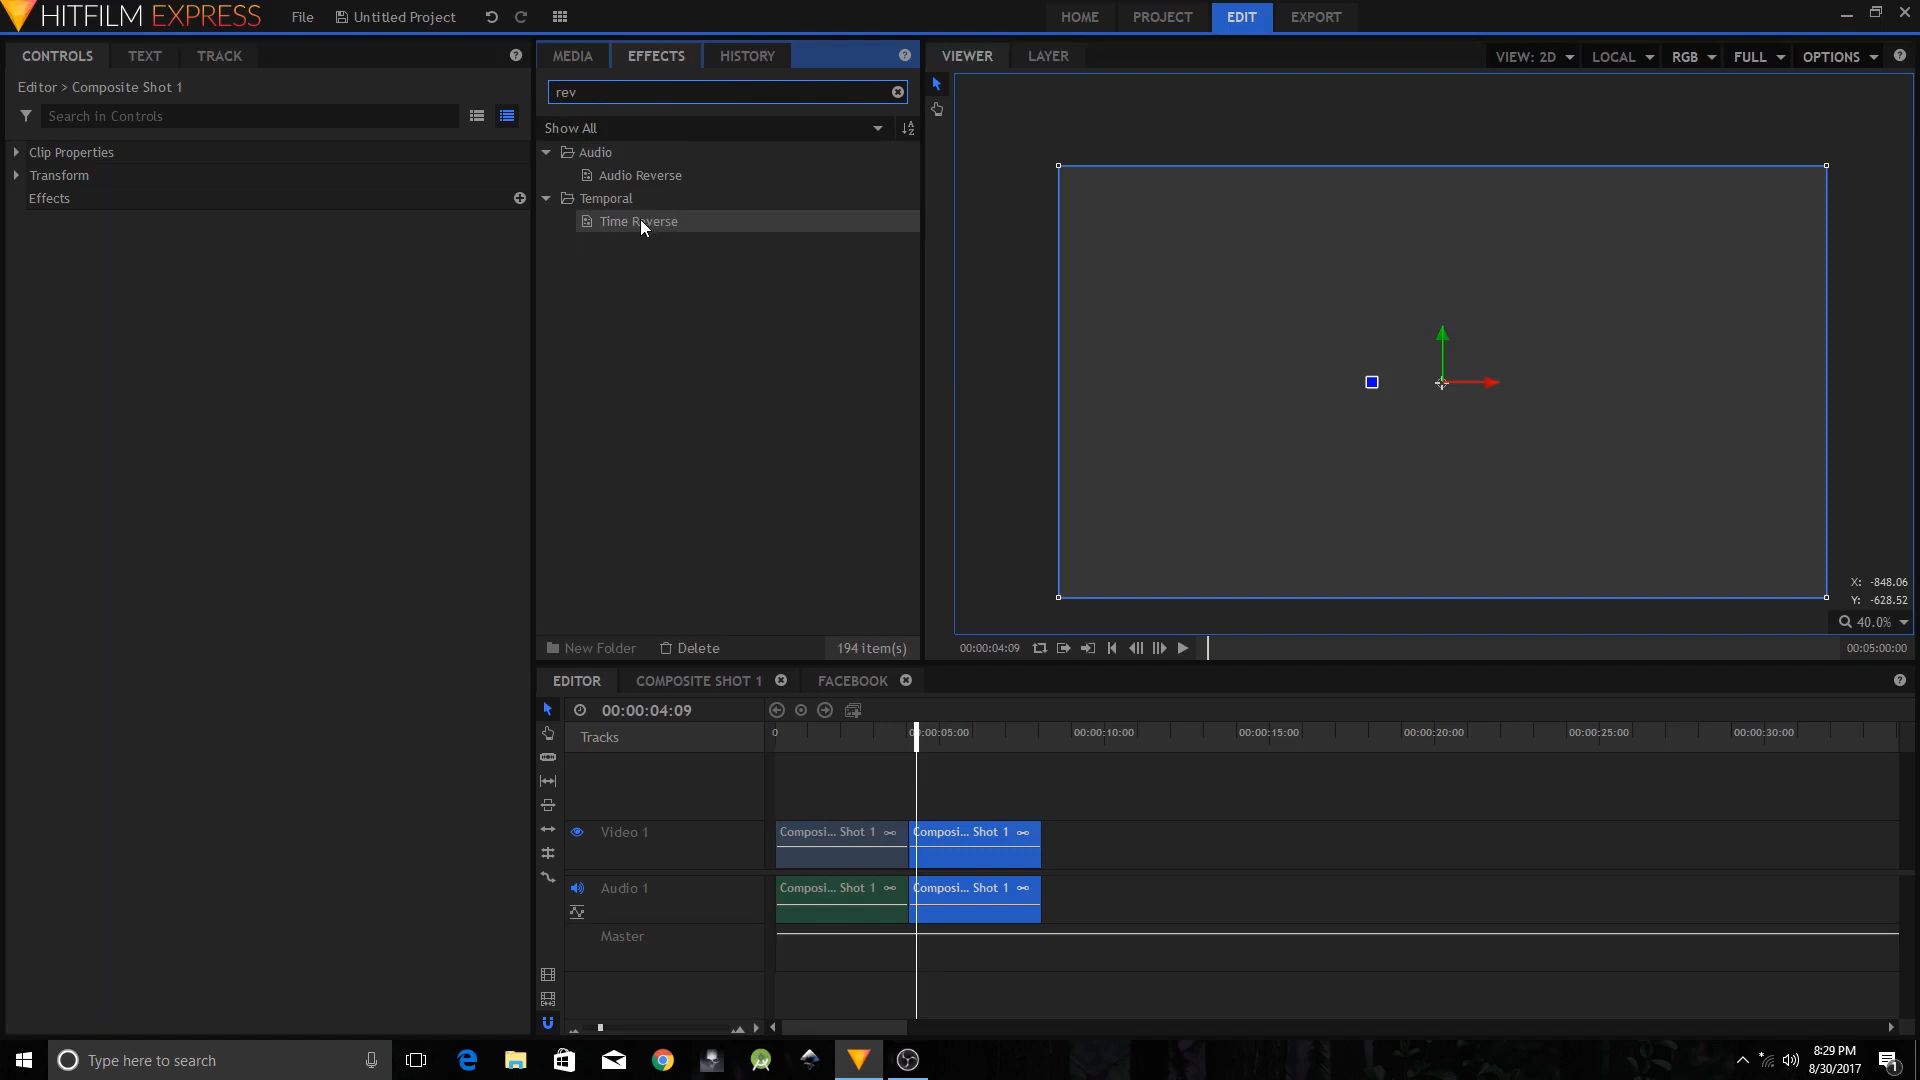 HITFILM EXPRESS File Untitled Project HOME PROJECT EDIT EXPORT
CONTROLS TEXT TRACK
Editor > Composite Shot 1
Search in Controls
Clip Properties
Transform
Effects
MEDIA EFFECTS HISTORY
rev
Show All
Audio
Audio Reverse
Temporal
Time Reverse
New Folder Delete 194 item(s)
VIEWER LAYER VIEW: 2D LOCAL RGB FULL OPTIONS
X: -848.06
Y: -628.52
40.0%
00:00:04:09 00:05:00:00
EDITOR COMPOSITE SHOT 1 FACEBOOK
00:00:04:09
Tracks 0 00:00:05:00 00:00:10:00 00:00:15:00 00:00:20:00 00:00:25:00 00:00:30:00
Video 1 Composi... Shot 1 Composi... Shot 1
Audio 1 Composi... Shot 1 Composi... Shot 1
Master
Type here to search
8:29 PM
8/30/2017
1